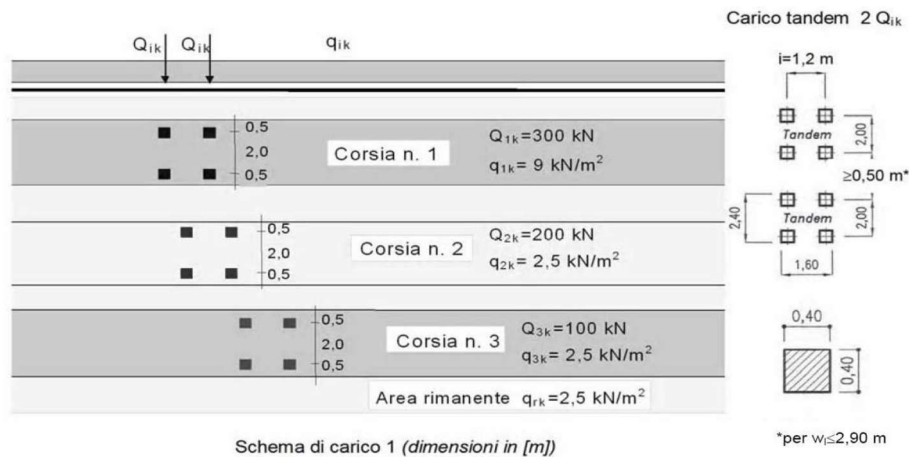 Carico tandem 2 Qik
Qik Qik qik
i=1,2 m
0,5
2,0
0,5
Corsia n. 1
Q1k=300 kN
q1k= 9 kN/m²
Tandem
2,00
≥0,50 m*
0,5
2,0
0,5
Corsia n. 2
Q2k=200 kN
q2k= 2,5 kN/m²
2,40
Tandem
2,00
1,60
0,5
2,0
0,5
Corsia n. 3
Q3k=100 kN
q3k= 2,5 kN/m²
0,40
0,40
Area rimanente qrk=2,5 kN/m²
Schema di carico 1 (dimensioni in [m])
*per wl≤2,90 m